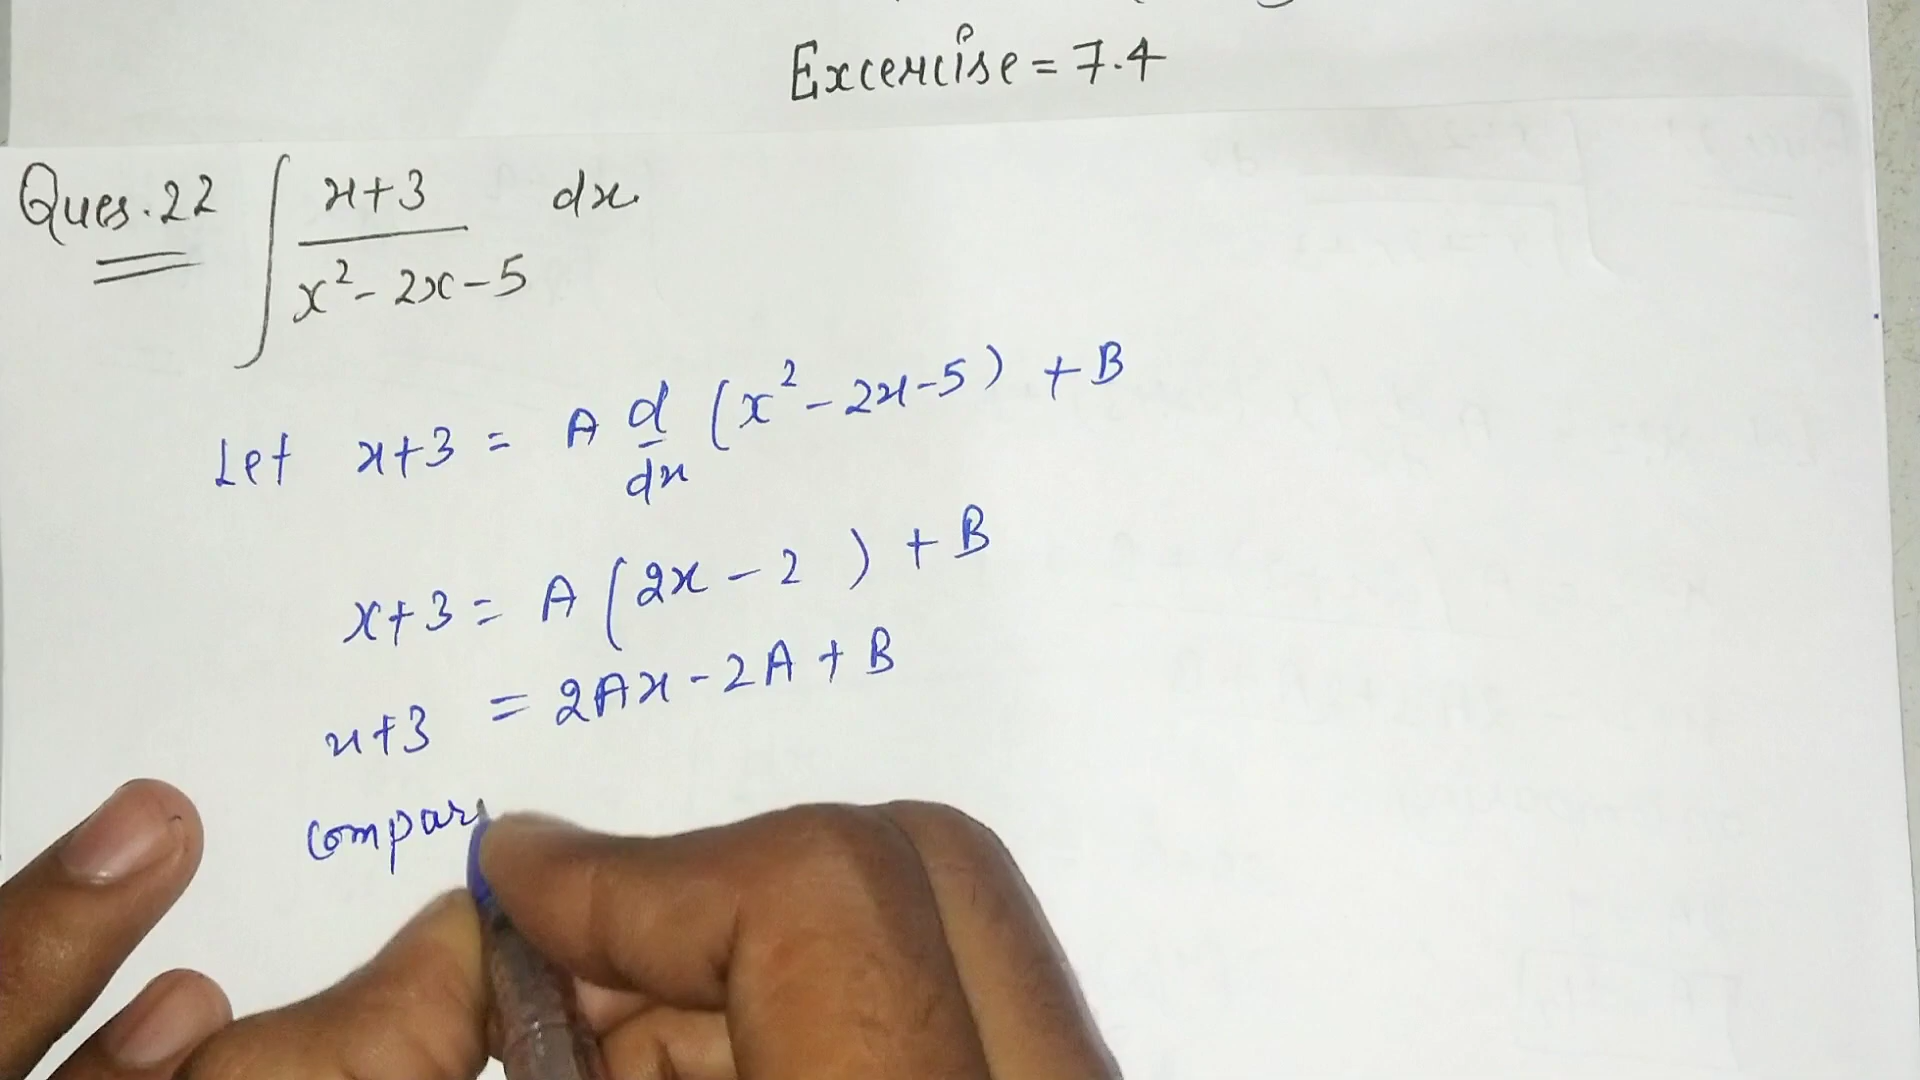 Excercise = 7.4
Ques.22 ∫ x+3 / x² - 2x - 5 dx
Let x+3 = A d/dx (x² - 2x - 5) + B
x+3 = A (2x - 2 ) + B
x+3 = 2Ax - 2A + B